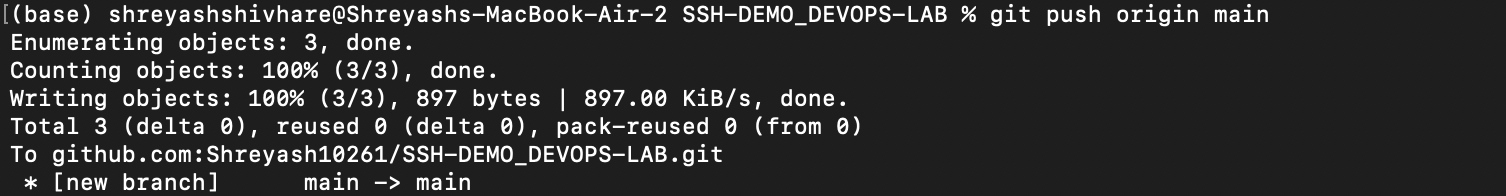 [(base) shreyashshivhare@Shreyashs-MacBook-Air-2 SSH-DEMO_DEVOPS-LAB % git push origin main
Enumerating objects: 3, done.
Counting objects: 100% (3/3), done.
Writing objects: 100% (3/3), 897 bytes | 897.00 KiB/s, done.
Total 3 (delta 0), reused 0 (delta 0), pack-reused 0 (from 0)
To github.com:Shreyash10261/SSH-DEMO_DEVOPS-LAB.git
 * [new branch]      main -> main